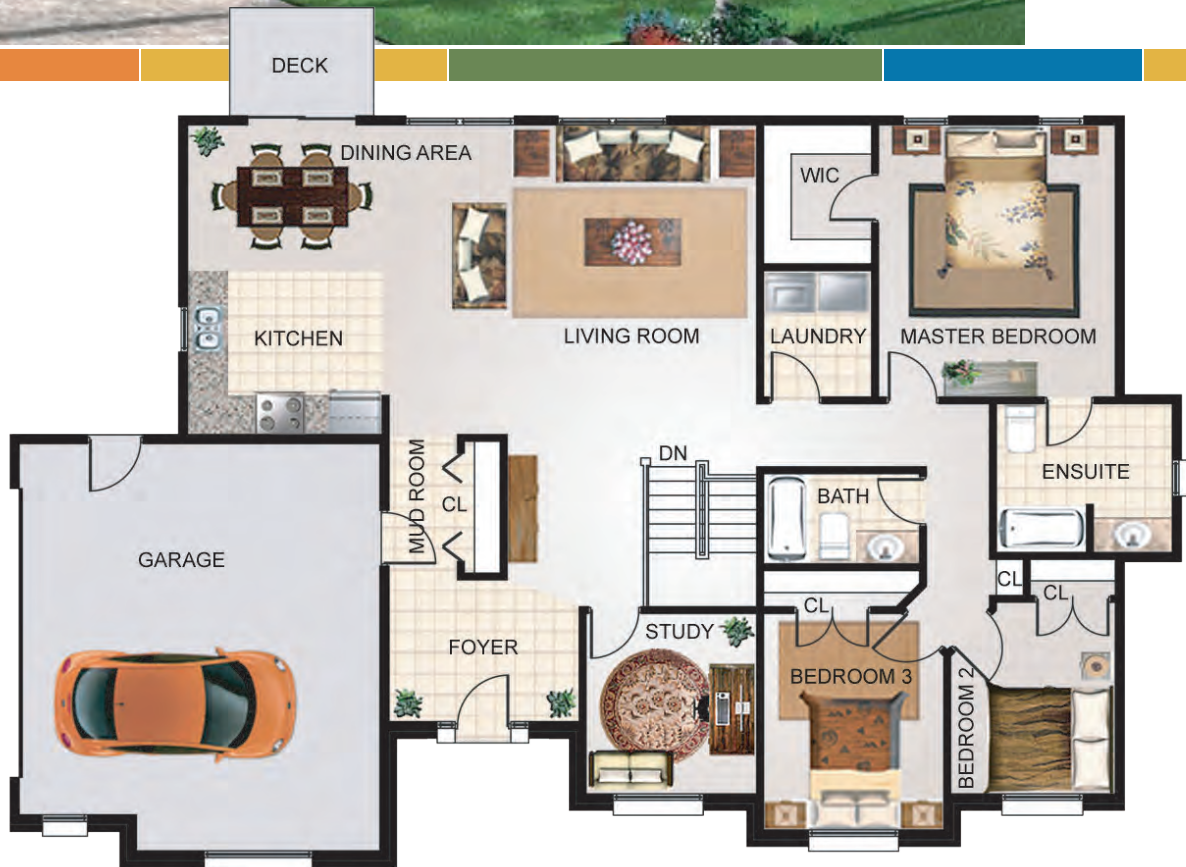 DECK
DINING AREA
WIC
KITCHEN
LIVING ROOM
LAUNDRY
MASTER BEDROOM
MUD ROOM
CL
DN
BATH
ENSUITE
GARAGE
CL
CL
CL
FOYER
STUDY
BEDROOM 3
BEDROOM 2